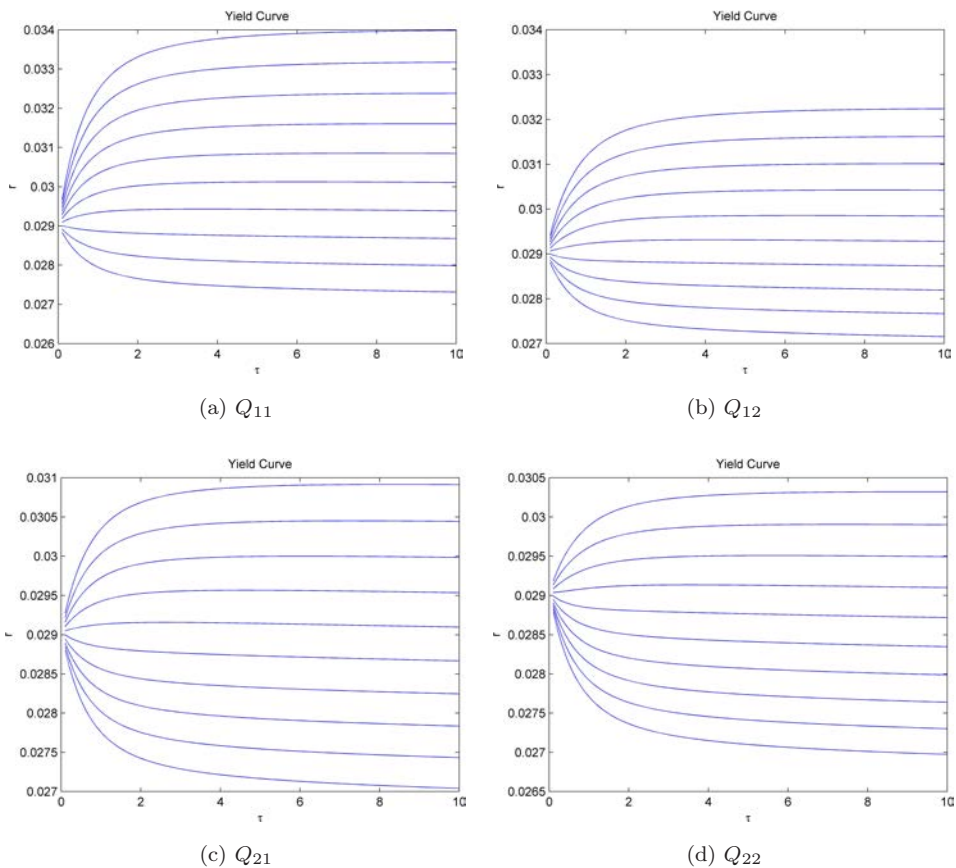 Yield Curve
0.034
0.033
0.032
0.031
0.03
0.029
0.028
0.027
0.026
r
0 2 4 6 8 10
τ
(a) Q11
Yield Curve
0.034
0.033
0.032
0.031
0.03
0.029
0.028
0.027
r
0 2 4 6 8 10
τ
(b) Q12
Yield Curve
0.031
0.0305
0.03
0.0295
0.029
0.0285
0.028
0.0275
0.027
r
0 2 4 6 8 10
τ
(c) Q21
Yield Curve
0.0305
0.03
0.0295
0.029
0.0285
0.028
0.0275
0.027
0.0265
r
0 2 4 6 8 10
τ
(d) Q22